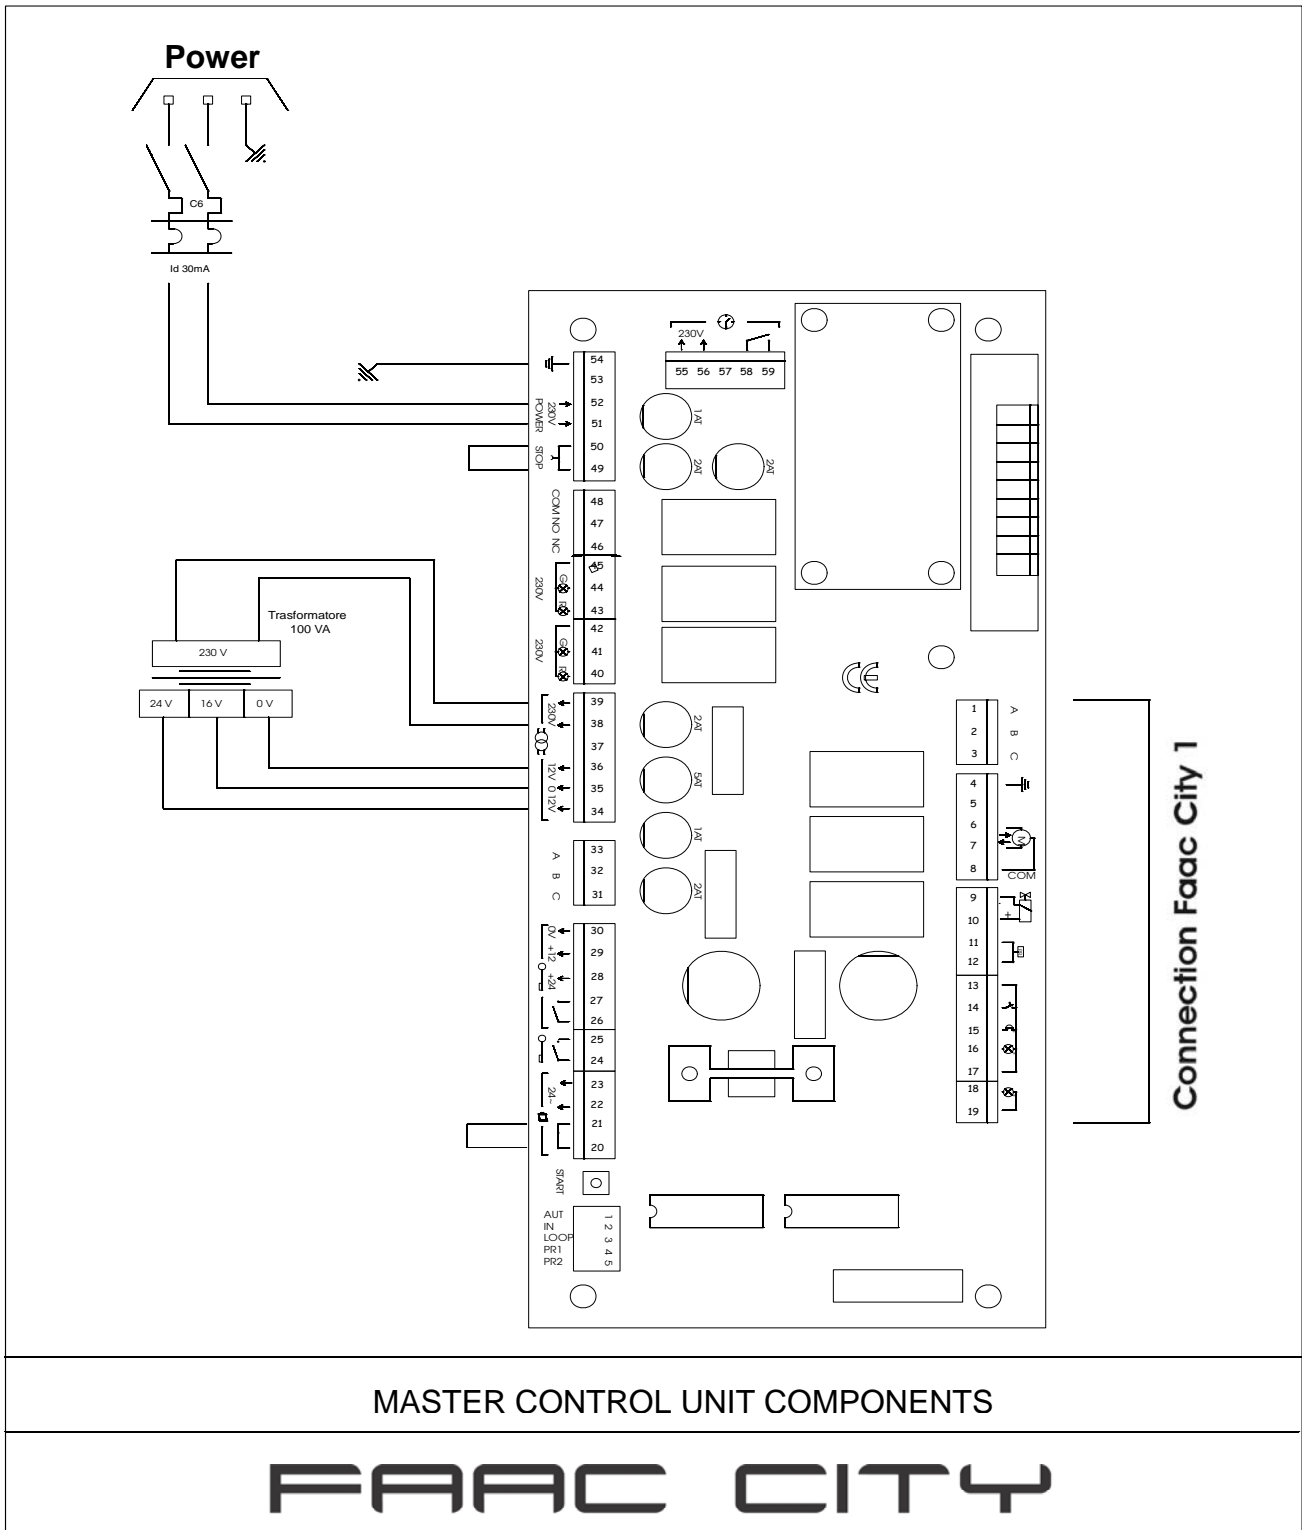 Power
C6
Id 30mA
230V
55 56 57 58 59
54
53
52
51
50
49
230V
POWER
STOP
1AT
2AT
2AT
48
47
46
COM NO NC
45
44
43
230V
G
R
42
41
40
230V
G
R
Trasformatore
100 VA
230 V
24 V
16 V
0 V
39
38
37
36
35
34
230V
12V 0 12V
2AT
5AT
1AT
2AT
33
32
31
A
B
C
30
29
28
27
26
25
24
23
22
21
20
0V
+12
+24
24~
START
AUT
IN
LOOP
PR1
PR2
1 2 3 4 5
CE
1
2
3
A
B
C
4
5
6
7
8
M
COM
9
10
+
11
12
13
14
15
16
17
18
19
Connection Faac City 1
MASTER CONTROL UNIT COMPONENTS
FAAC CITY